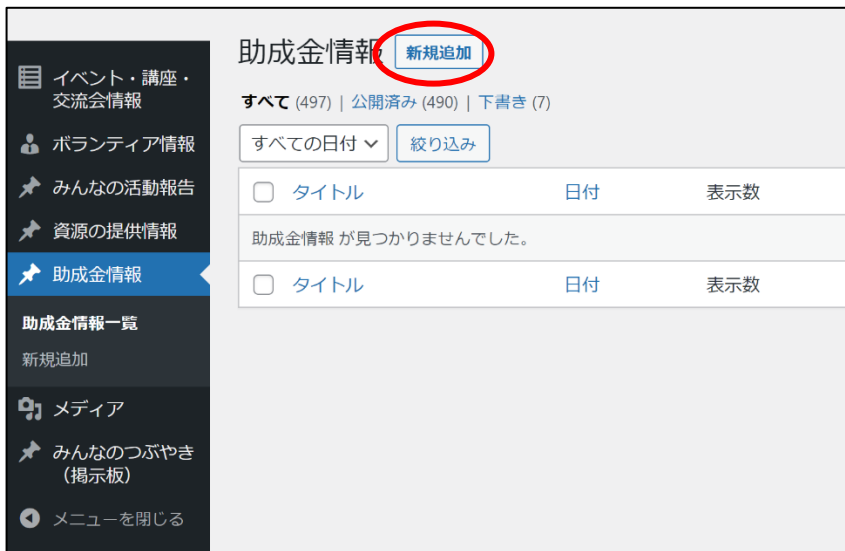 イベント・講座・
交流会情報
ボランティア情報
みんなの活動報告
資源の提供情報
助成金情報
助成金情報一覧
新規追加
メディア
みんなのつぶやき
（掲示板）
メニューを閉じる
助成金情報 新規追加
すべて (497) | 公開済み (490) | 下書き (7)
すべての日付 絞り込み
タイトル 日付 表示数
助成金情報 が見つかりませんでした。
タイトル 日付 表示数